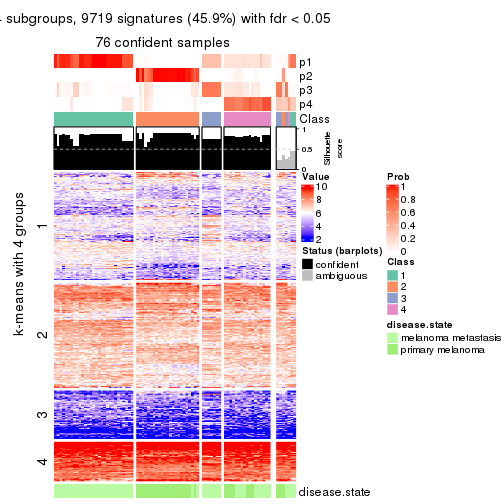 4 subgroups, 9719 signatures (45.9%) with fdr < 0.05
76 confident samples
p1
p2
p3
p4
Class
1
0.5
0
Silhouette
score
k-means with 4 groups
1
2
3
4
disease.state
Value
10
8
6
4
2
Status (barplots)
confident
ambiguous
Prob
1
0.8
0.6
0.4
0.2
0
Class
1
2
3
4
disease.state
melanoma metastasis
primary melanoma